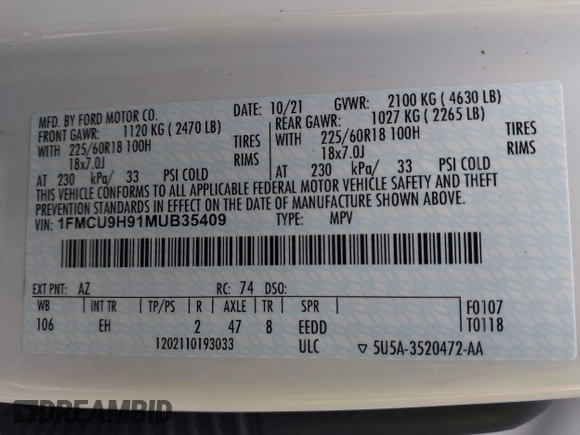 MFD. BY FORD MOTOR CO.
DATE: 10/21 GVWR: 2100 KG ( 4630 LB)
FRONT GAWR: 1120 KG ( 2470 LB) REAR GAWR: 1027 KG ( 2265 LB)
WITH 225/60R18 100H TIRES WITH 225/60R18 100H TIRES
18x7.0J RIMS 18x7.0J RIMS
AT 230 kPa/ 33 PSI COLD AT 230 kPa/ 33 PSI COLD
THIS VEHICLE CONFORMS TO ALL APPLICABLE FEDERAL MOTOR VEHICLE SAFETY AND THEFT
PREVENTION STANDARDS IN EFFECT ON THE DATE OF MANUFACTURE SHOWN ABOVE.
VIN: 1FMCU9H91MUB35409 TYPE: MPV
EXT PNT: AZ RC: 74 DSO:
WB INT TR TP/PS R AXLE TR SPR F0107
106 EH 2 47 8 EEDD T0118
1202110193033 ULC ▽ 5U5A-3520472-AA
DREAMBID